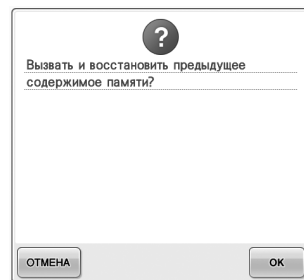 ?
Вызвать и восстановить предыдущее
содержимое памяти?
ОТМЕНА
OK